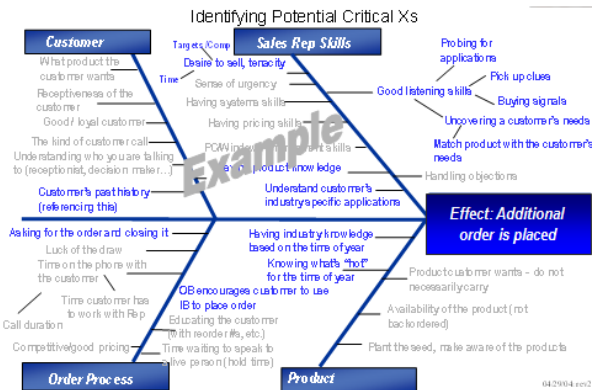 Identifying Potential Critical Xs
Customer
What product the
customer wants
Receptiveness of the
customer
Good / loyal customer
The kind of customer call
Understanding who you are talking
to (receptionist, decision maker...)
Customer's past history
(referencing this)
Sales Rep Skills
Targets/Comp
Desire to sell, tenacity
Time
Sense of urgency
Having systems skills
Having pricing skills
skills
product knowledge
Understand customer's
industry specific applications
Probing for
applications
Pick up clues
Good listening skills
Buying signals
Uncovering a customer's needs
Match product with the customer's
needs
Handling objections
Example
Effect: Additional
order is placed
Asking for the order and closing it
Luck of the draw
Time on the phone with
the customer
Time customer has
to work with Rep
Call duration
Competitive/good pricing
OB encourages customer to use
IB to place order
Educating the customer
(with reorder #s, etc.)
Time waiting to speak to
a live person (hold time)
Order Process
Having industry knowledge
based on the time of year
Knowing what's "hot"
for the time of year
Product customer wants - do not
necessarily carry
Availability of the product (not
backordered)
Plant the seed, make aware of the products
Product
04/29/04 rev2